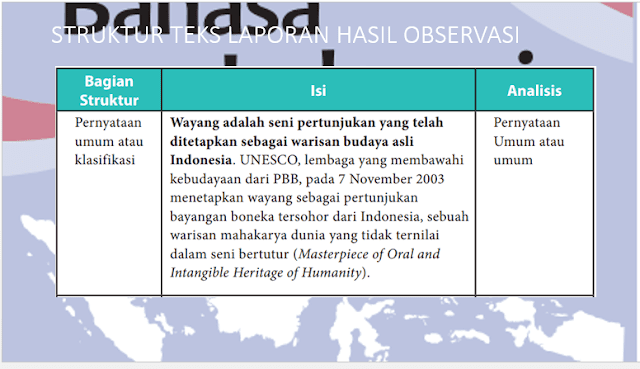 Bahasa
STRUKTUR TEKS LAPORAN HASIL OBSERVASI
Bagian
Struktur
Isi
Analisis
Pernyataan
umum atau
klasifikasi
Wayang adalah seni pertunjukan yang telah
ditetapkan sebagai warisan budaya asli
Indonesia. UNESCO, lembaga yang membawahi
kebudayaan dari PBB, pada 7 November 2003
menetapkan wayang sebagai pertunjukan
bayangan boneka tersohor dari Indonesia, sebuah
warisan mahakarya dunia yang tidak ternilai
dalam seni bertutur (Masterpiece of Oral and
Intangible Heritage of Humanity).
Pernyataan
Umum atau
umum